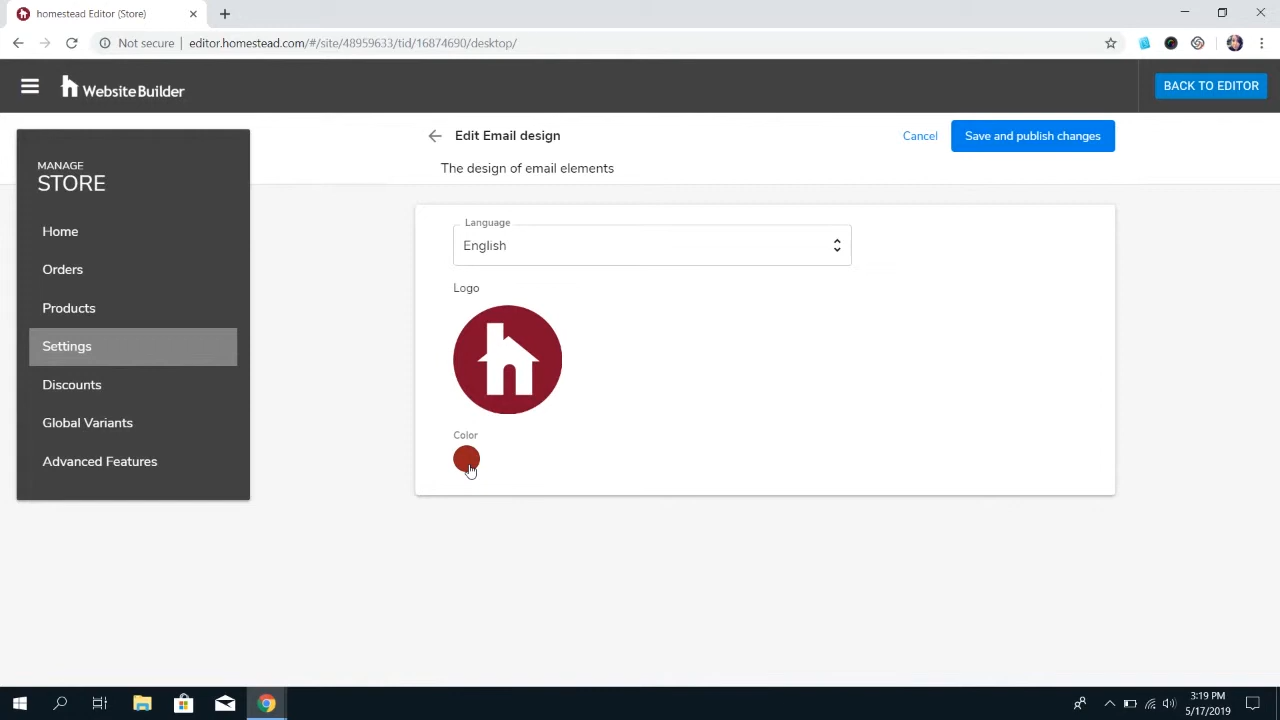 homestead Editor (Store)
Not secure
editor.homestead.com/#/site/48959633/tid/16874690/desktop/
WebsiteBuilder
BACK TO EDITOR
MANAGE
STORE
Home
Orders
Products
Settings
Discounts
Global Variants
Advanced Features
Edit Email design
Cancel
Save and publish changes
The design of email elements
Language
English
Logo
h
Color
3:19 PM
5/17/2019